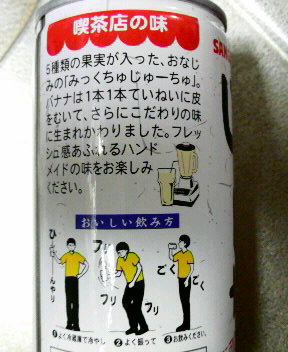 喫茶店の味
5種類の果実が入った、おなじ
みの「みっくちゅじゅーちゅ」。
バナナは1本1本ていねいに皮
をむいて、さらにこだわりの味
に生まれかわりました。フレッ
シュ感あふれるハンド
メイドの味をお楽しみ
ください。
おいしい飲み方
ひ
んやり
フリ
フリ
フリ
ごく
ごく
①よく冷蔵庫で冷やし
②よく振って
③お飲みください。
SAN